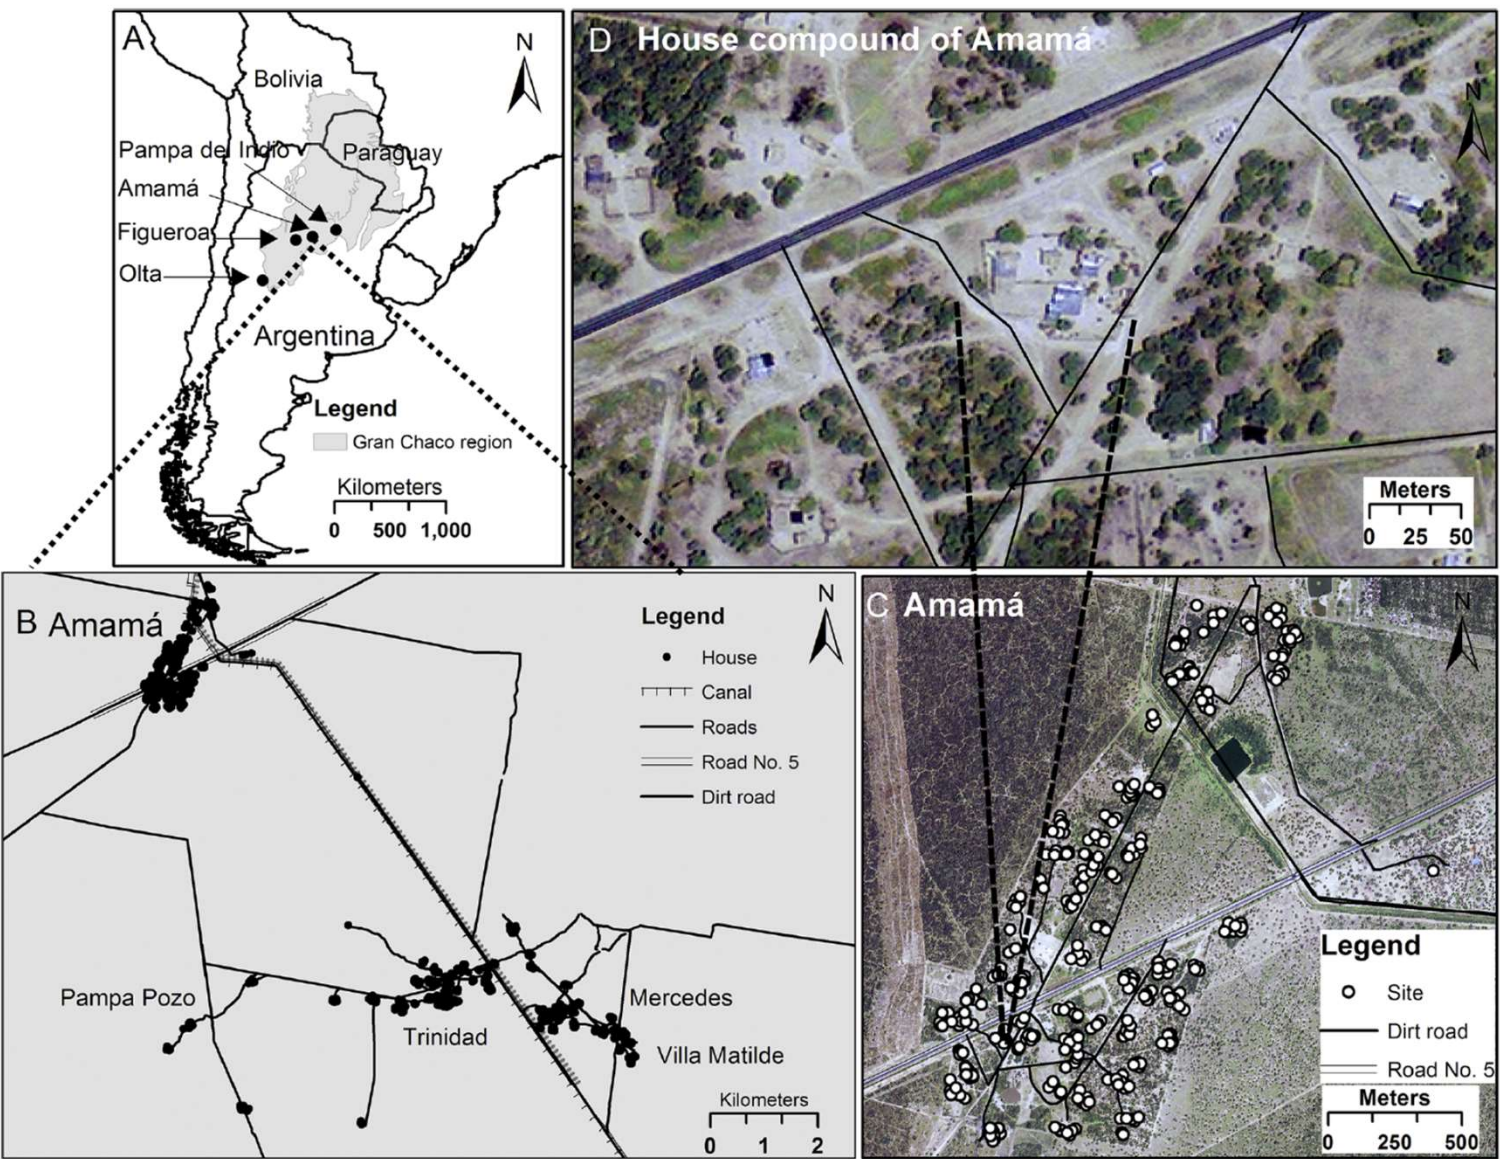 A
N
Bolivia
Pampa del Indio
Paraguay
Amamá
Figueroa
Olta
Argentina
Legend
Gran Chaco region
Kilometers
0 500 1,000
D House compound of Amamá
N
Meters
0 25 50
B Amamá
N
Legend
House
Canal
Roads
Road No. 5
Dirt road
Pampa Pozo
Trinidad
Mercedes
Villa Matilde
Kilometers
0 1 2
C Amamá
N
Legend
Site
Dirt road
Road No. 5
Meters
0 250 500